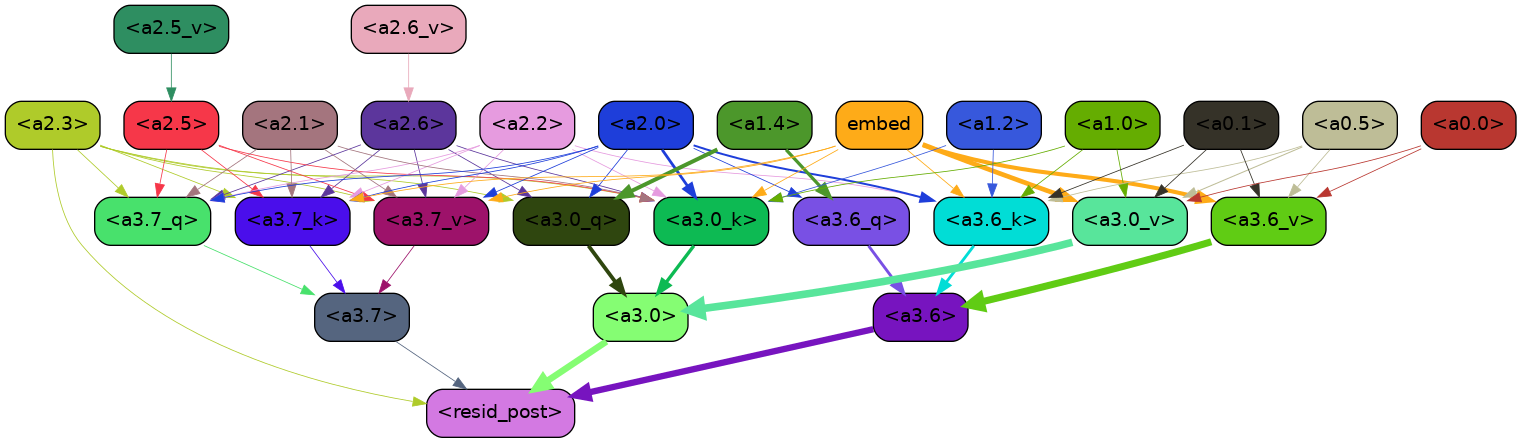 <a2.5_v> <a2.6_v>
<a2.3> <a2.5> <a2.1> <a2.6> <a2.2> <a2.0> <a1.4> embed <a1.2> <a1.0> <a0.1> <a0.5> <a0.0>
<a3.7_q> <a3.7_k> <a3.7_v> <a3.0_q> <a3.0_k> <a3.6_q> <a3.6_k> <a3.0_v> <a3.6_v>
<a3.7> <a3.0> <a3.6>
<resid_post>